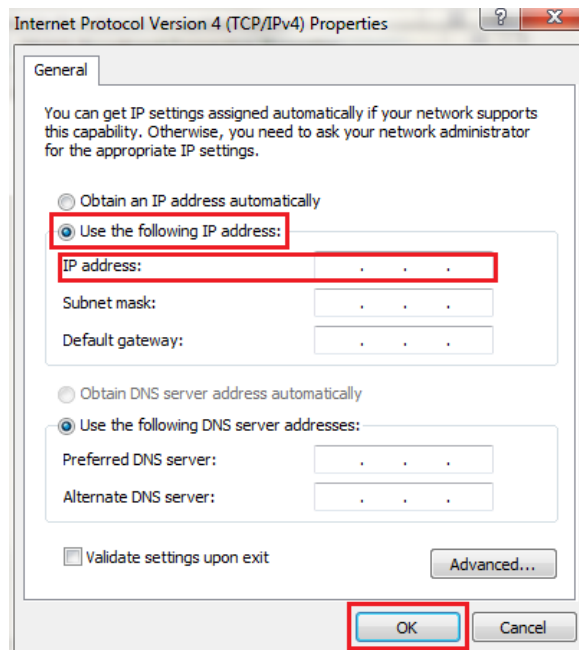 Internet Protocol Version 4 (TCP/IPv4) Properties
?
X
General
You can get IP settings assigned automatically if your network supports
this capability. Otherwise, you need to ask your network administrator
for the appropriate IP settings.
Obtain an IP address automatically
Use the following IP address:
IP address: . . .
Subnet mask: . . .
Default gateway: . . .
Obtain DNS server address automatically
Use the following DNS server addresses:
Preferred DNS server: . . .
Alternate DNS server: . . .
Validate settings upon exit
Advanced...
OK Cancel